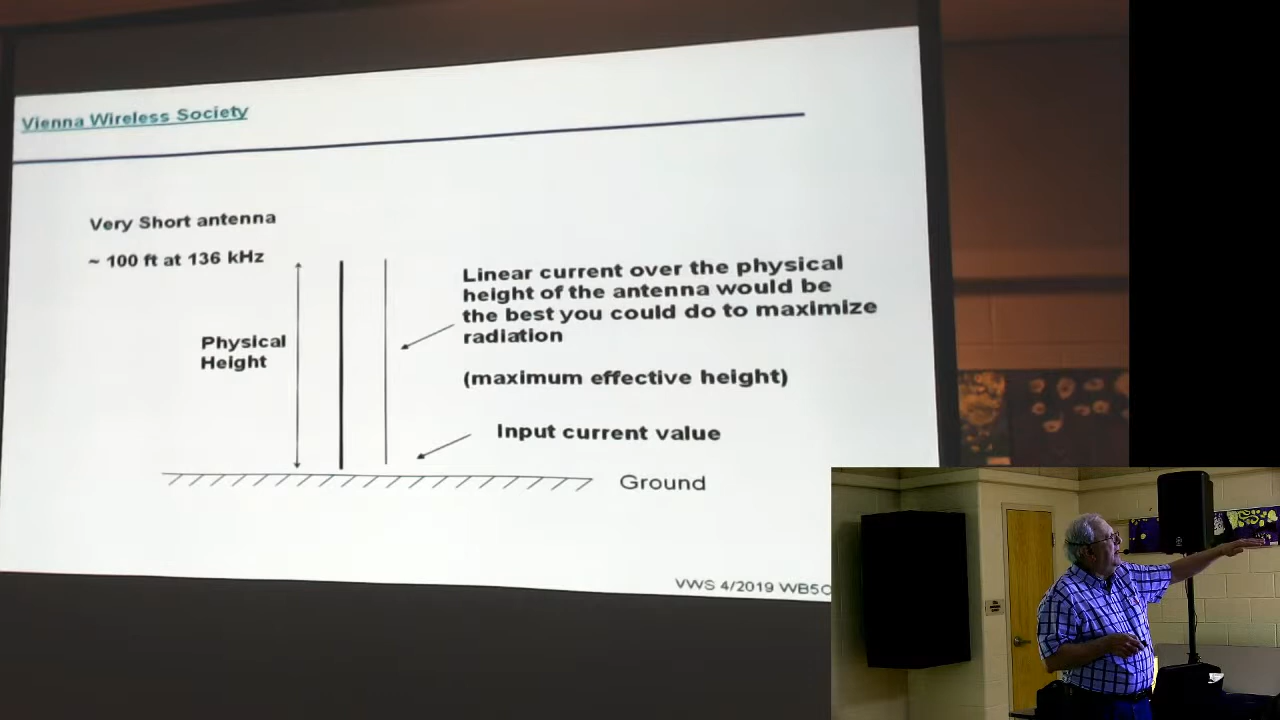 Vienna Wireless Society
Very Short antenna
~ 100 ft at 136 kHz
Linear current over the physical
height of the antenna would be
the best you could do to maximize
radiation
Physical
Height
(maximum effective height)
Input current value
Ground
VWS 4/2019